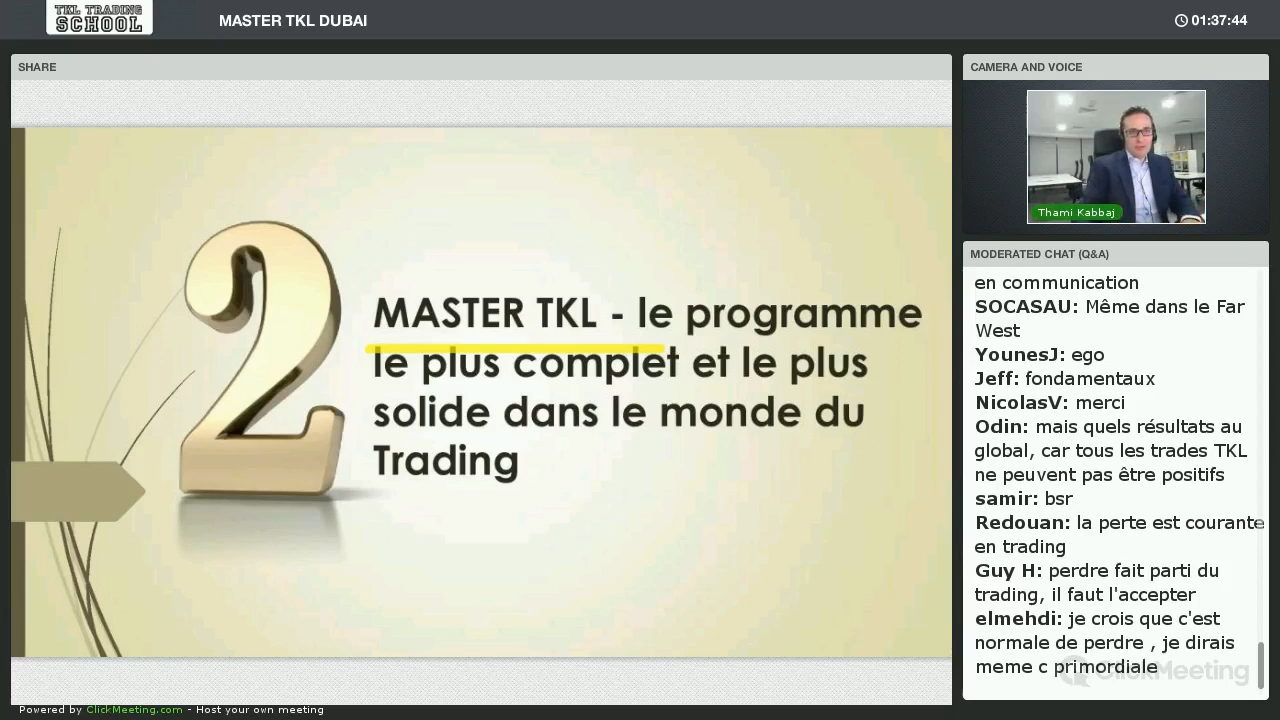 TKL TRADING
SCHOOL
MASTER TKL DUBAI
01:37:44
SHARE
2
MASTER TKL - le programme
le plus complet et le plus
solide dans le monde du
Trading
CAMERA AND VOICE
Thami Kabbaj
MODERATED CHAT (Q&A)
en communication
SOCASAU: Même dans le Far
West
YounesJ: ego
Jeff: fondamentaux
NicolasV: merci
Odin: mais quels résultats au
global, car tous les trades TKL
ne peuvent pas être positifs
samir: bsr
Redouan: la perte est courante
en trading
Guy H: perdre fait parti du
trading, il faut l'accepter
elmehdi: je crois que c'est
normale de perdre , je dirais
meme c primordiale
ClickMeeting
Powered by ClickMeeting.com - Host your own meeting